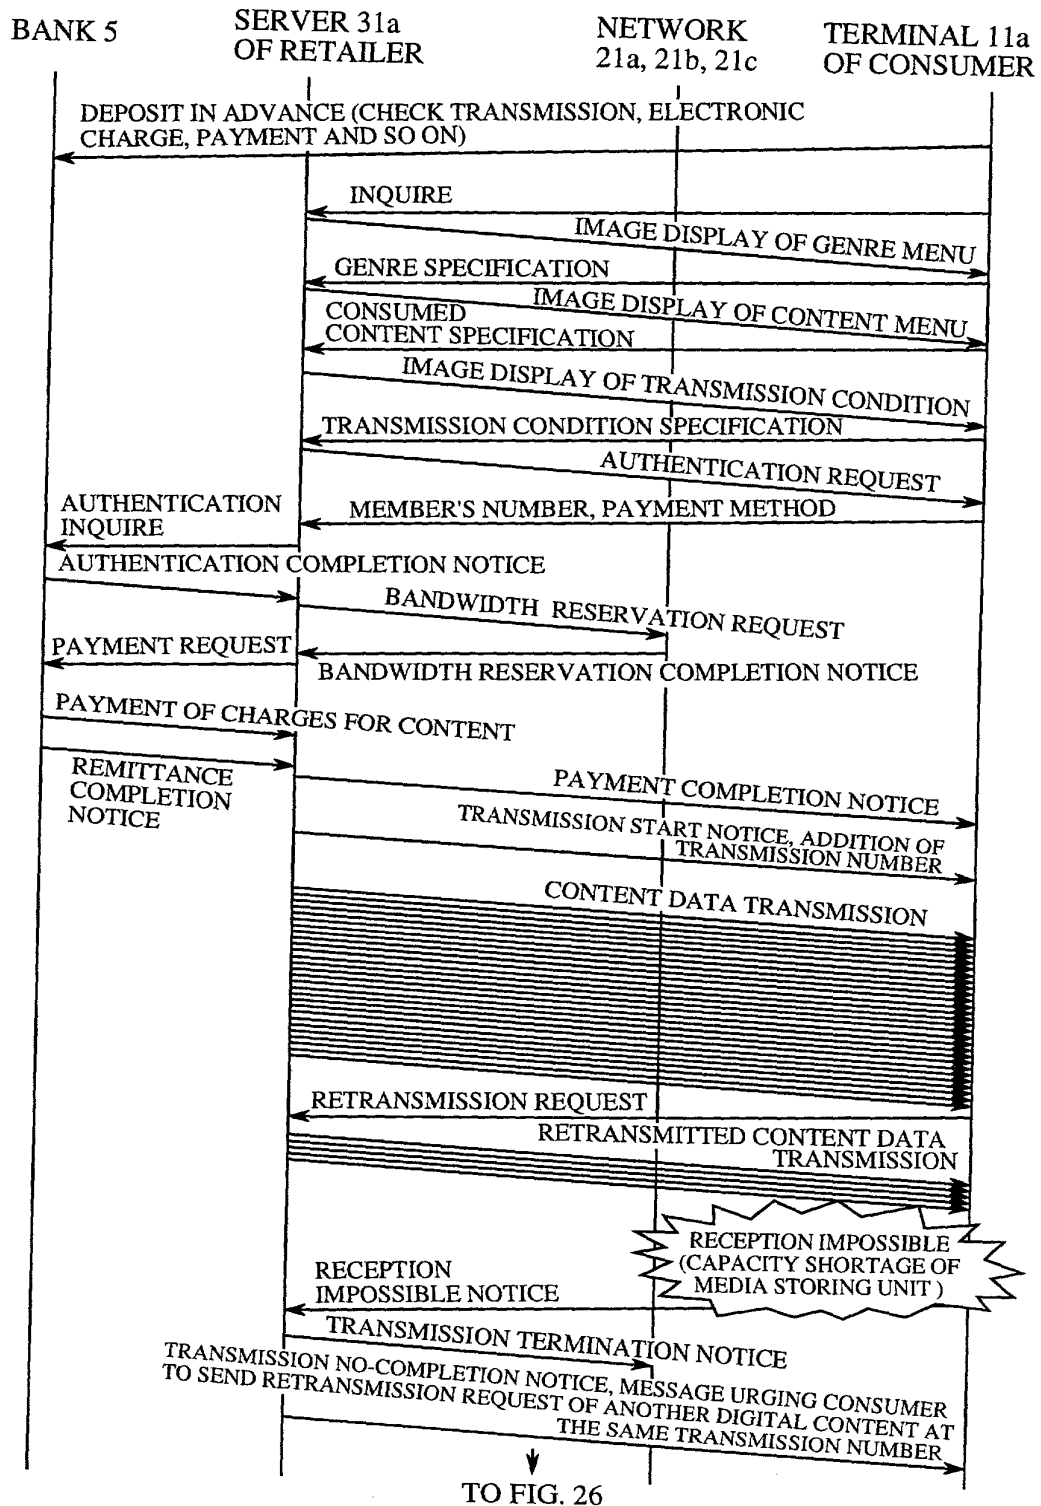 BANK 5
SERVER 31a
OF RETAILER
NETWORK
21a, 21b, 21c
TERMINAL 11a
OF CONSUMER
DEPOSIT IN ADVANCE (CHECK TRANSMISSION, ELECTRONIC
CHARGE, PAYMENT AND SO ON)
INQUIRE
IMAGE DISPLAY OF GENRE MENU
GENRE SPECIFICATION
IMAGE DISPLAY OF CONTENT MENU
CONSUMED
CONTENT SPECIFICATION
IMAGE DISPLAY OF TRANSMISSION CONDITION
TRANSMISSION CONDITION SPECIFICATION
AUTHENTICATION REQUEST
MEMBER'S NUMBER, PAYMENT METHOD
AUTHENTICATION
INQUIRE
AUTHENTICATION COMPLETION NOTICE
BANDWIDTH RESERVATION REQUEST
PAYMENT REQUEST
BANDWIDTH RESERVATION COMPLETION NOTICE
PAYMENT OF CHARGES FOR CONTENT
REMITTANCE
COMPLETION
NOTICE
PAYMENT COMPLETION NOTICE
TRANSMISSION START NOTICE, ADDITION OF
TRANSMISSION NUMBER
CONTENT DATA TRANSMISSION
RETRANSMISSION REQUEST
RETRANSMITTED CONTENT DATA
TRANSMISSION
RECEPTION IMPOSSIBLE
(CAPACITY SHORTAGE OF
MEDIA STORING UNIT )
RECEPTION
IMPOSSIBLE NOTICE
TRANSMISSION TERMINATION NOTICE
TRANSMISSION NO-COMPLETION NOTICE, MESSAGE URGING CONSUMER
TO SEND RETRANSMISSION REQUEST OF ANOTHER DIGITAL CONTENT AT
THE SAME TRANSMISSION NUMBER
TO FIG. 26